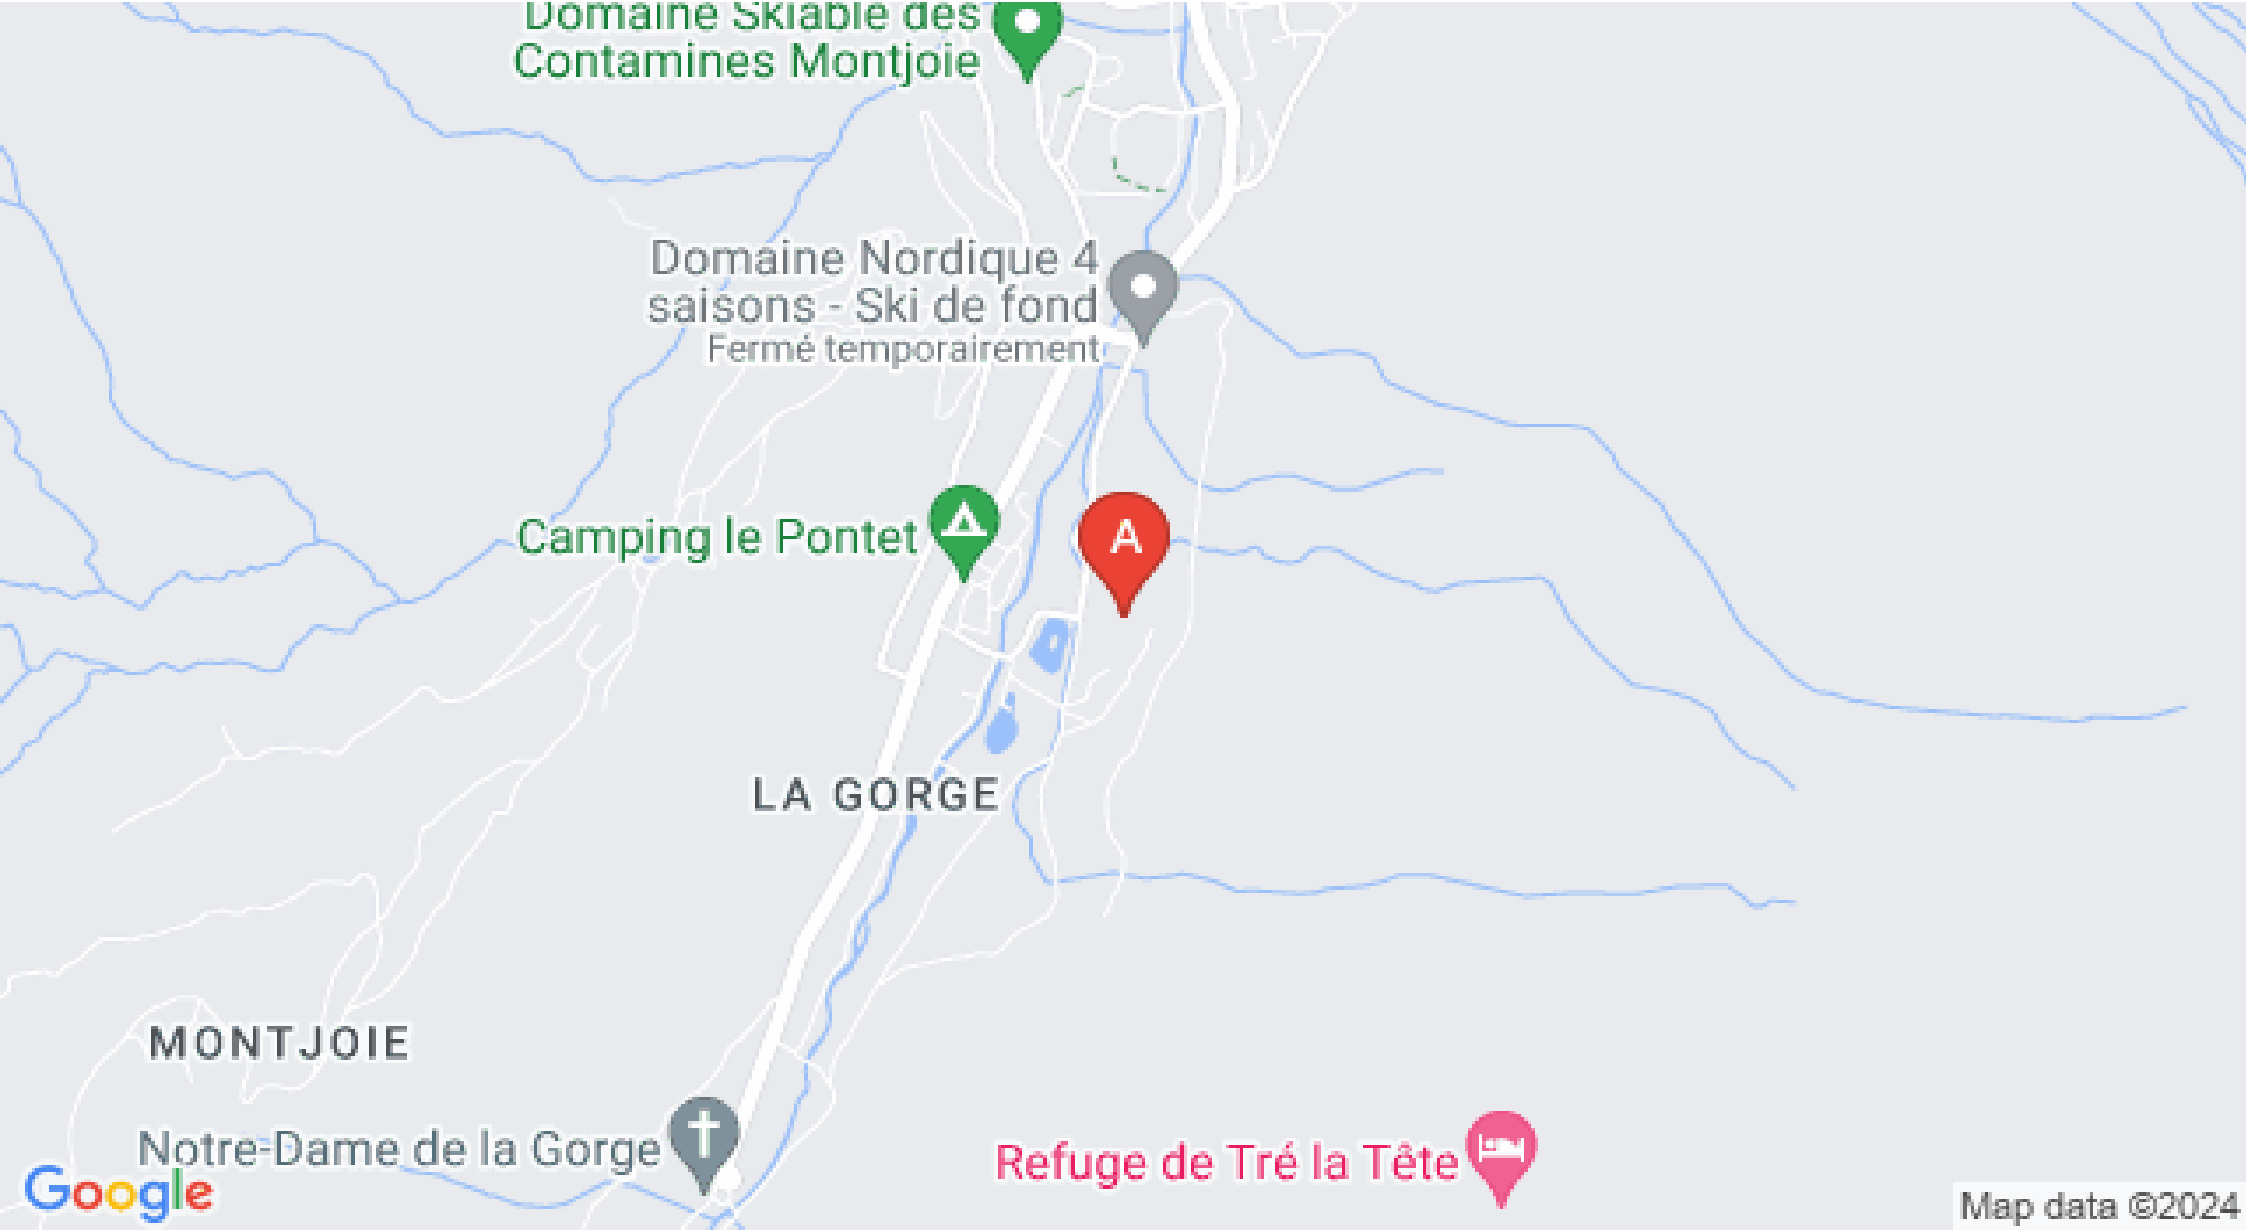 Domaine Skiable des
Contamines Montjoie
Domaine Nordique 4
saisons - Ski de fond
Fermé temporairement
Camping le Pontet
A
LA GORGE
MONTJOIE
Notre-Dame de la Gorge
Refuge de Tré la Tête
Google
Map data ©2024